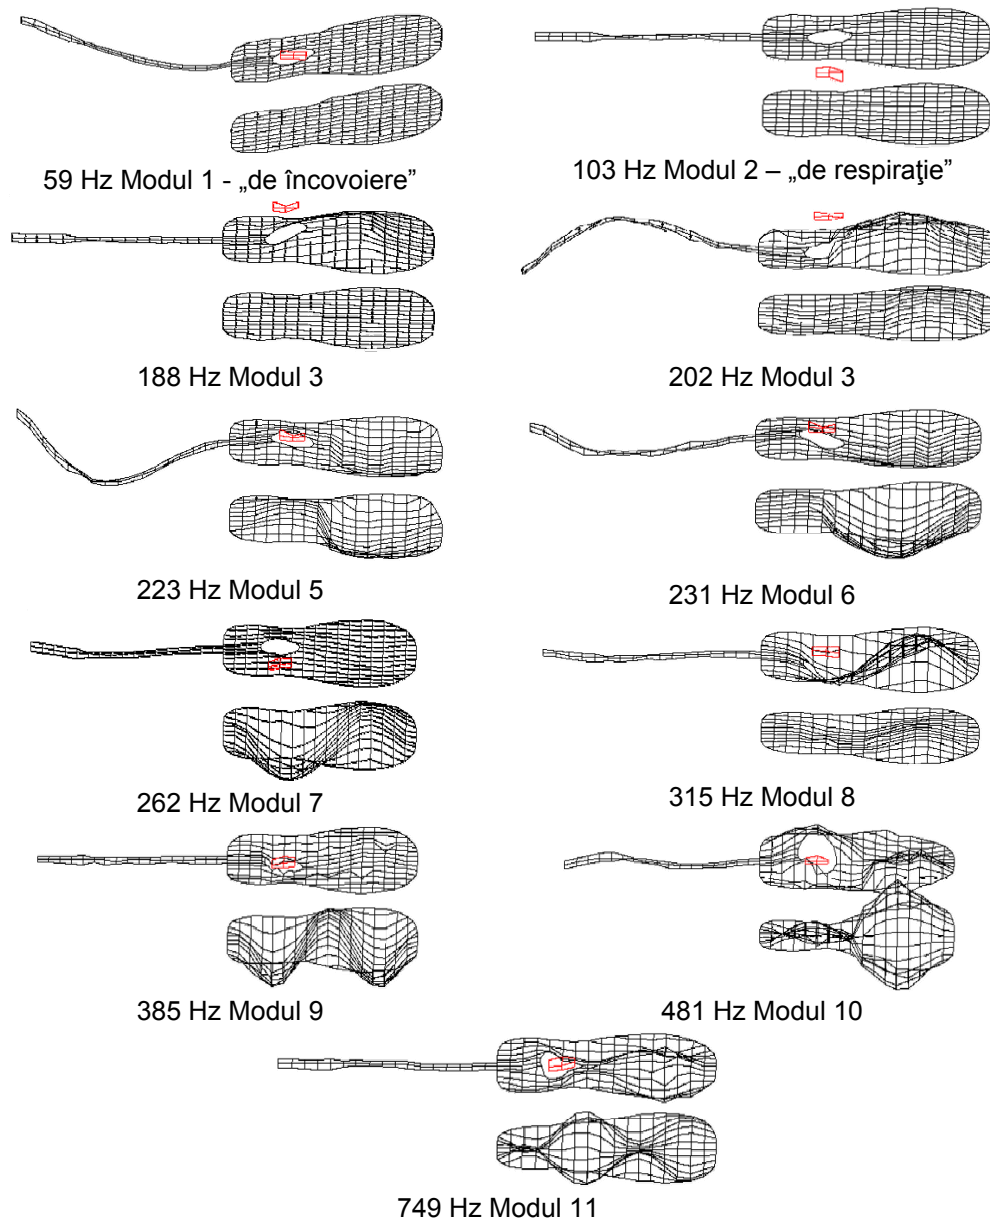 59 Hz Modul 1 - „de încovoiere”
103 Hz Modul 2 – „de respiraţie”
188 Hz Modul 3
202 Hz Modul 3
223 Hz Modul 5
231 Hz Modul 6
262 Hz Modul 7
315 Hz Modul 8
385 Hz Modul 9
481 Hz Modul 10
749 Hz Modul 11